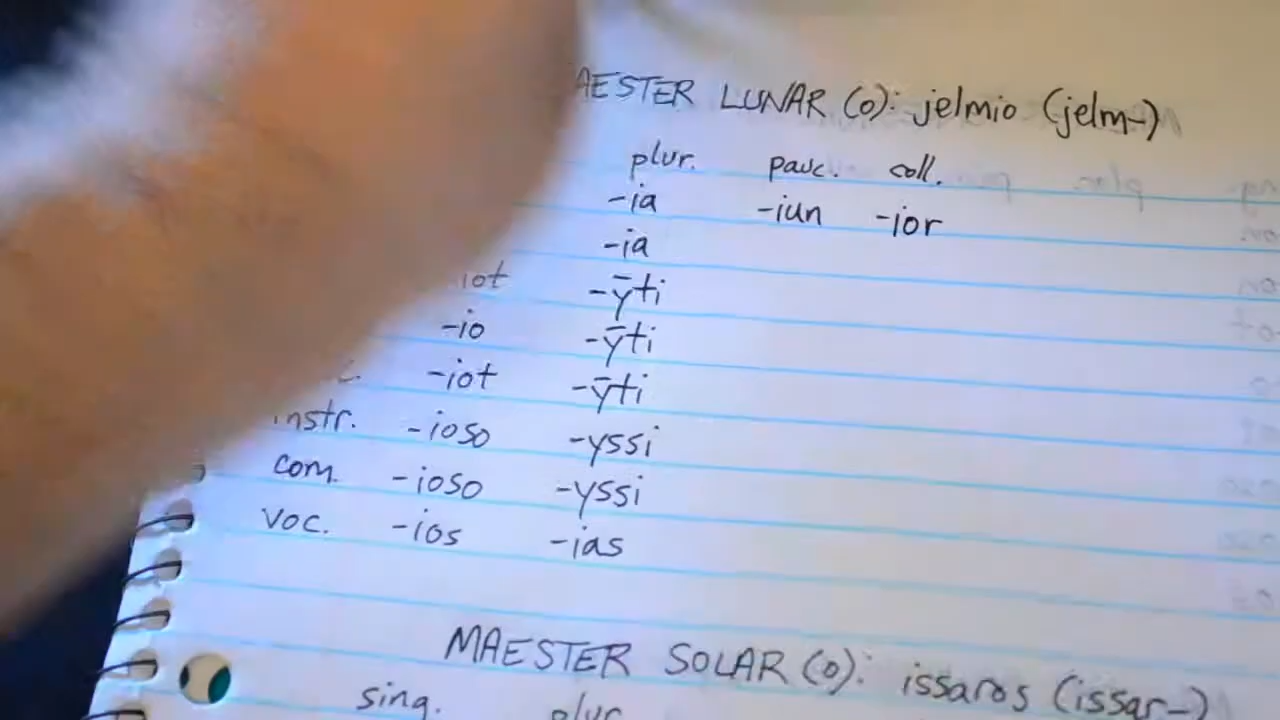 LUNAR (o): jelmio (jelm-)
plur. pauc. coll.
-ia -iun -ior
-ia
-iot -ȳti
-io -ȳti
-iot -ȳti
instr. -ioso -yssi
com. -ioso -yssi
voc. -ios -ias
MAESTER SOLAR (o): issaros (issar-)
sing. plur.